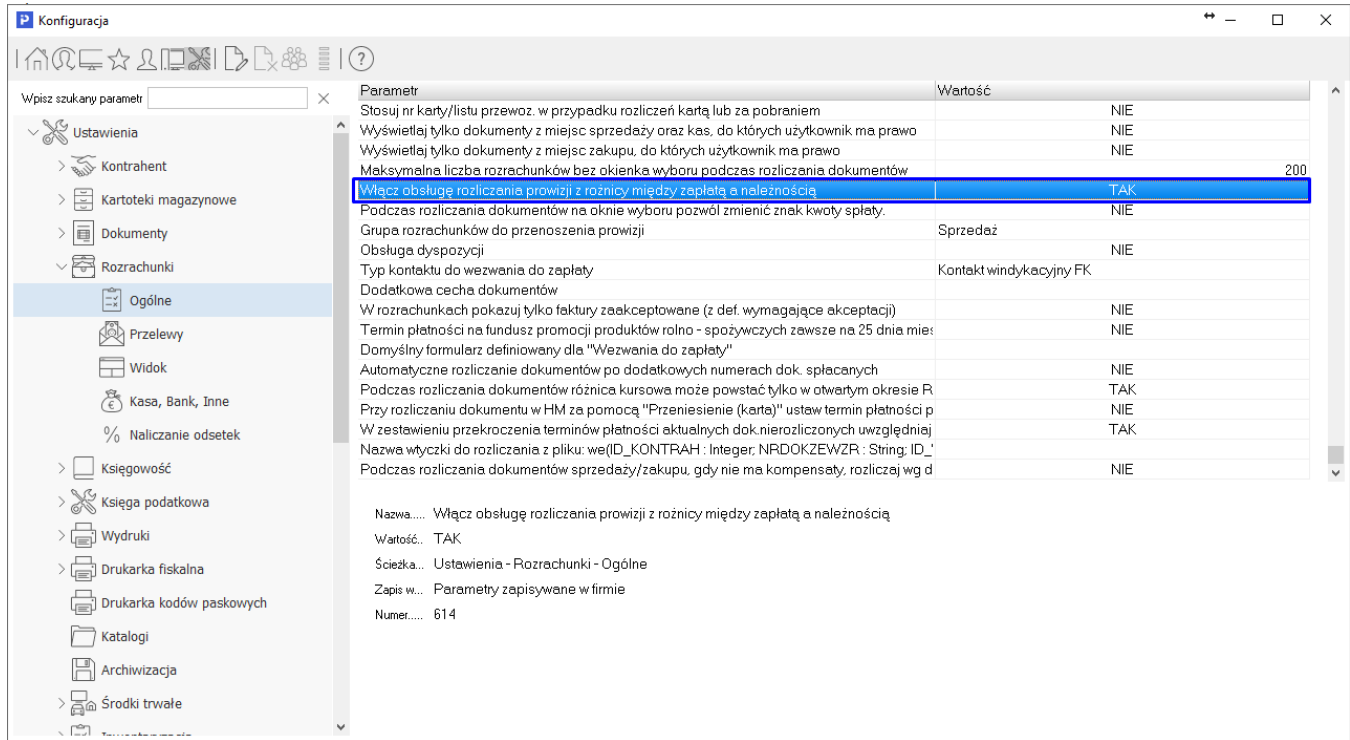 Konfiguracja
Wpisz szukany parametr
Ustawienia
Kontrahent
Kartoteki magazynowe
Dokumenty
Rozrachunki
Ogólne
Przelewy
Widok
Kasa, Bank, Inne
Naliczanie odsetek
Księgowość
Księga podatkowa
Wydruki
Drukarka fiskalna
Drukarka kodów paskowych
Katalogi
Archiwizacja
Środki trwałe
Parametr Wartość
Stosuj nr karty/listu przewoz. w przypadku rozliczeń kartą lub za pobraniem NIE
Wyświetlaj tylko dokumenty z miejsc sprzedaży oraz kas, do których użytkownik ma prawo NIE
Wyświetlaj tylko dokumenty z miejsc zakupu, do których użytkownik ma prawo NIE
Maksymalna liczba rozrachunków bez okienka wyboru podczas rozliczania dokumentów 200
Włącz obsługę rozliczania prowizji z rożnicy między zapłatą a należnością TAK
Podczas rozliczania dokumentów na oknie wyboru pozwól zmienić znak kwoty spłaty. NIE
Grupa rozrachunków do przenoszenia prowizji Sprzedaż
Obsługa dyspozycji NIE
Typ kontaktu do wezwania do zapłaty Kontakt windykacyjny FK
Dodatkowa cecha dokumentów
W rozrachunkach pokazuj tylko faktury zaakceptowane (z def. wymagające akceptacji) NIE
Termin płatności na fundusz promocji produktów rolno - spożywczych zawsze na 25 dnia mies NIE
Domyślny formularz definiowany dla "Wezwania do zapłaty"
Automatyczne rozliczanie dokumentów po dodatkowych numerach dok. spłacanych NIE
Podczas rozliczania dokumentów różnica kursowa może powstać tylko w otwartym okresie R TAK
Przy rozliczaniu dokumentu w HM za pomocą "Przeniesienie (karta)" ustaw termin płatności p NIE
W zestawieniu przekroczenia terminów płatności aktualnych dok.nierozliczonych uwzględniaj TAK
Nazwa wtyczki do rozliczania z pliku: we(ID_KONTRAH : Integer; NRDOKZEWZR : String; ID_
Podczas rozliczania dokumentów sprzedaży/zakupu, gdy nie ma kompensaty, rozliczaj wg d NIE
Nazwa..... Włącz obsługę rozliczania prowizji z rożnicy między zapłatą a należnością
Wartość.. TAK
Ścieżka... Ustawienia - Rozrachunki - Ogólne
Zapis w... Parametry zapisywane w firmie
Numer..... 614